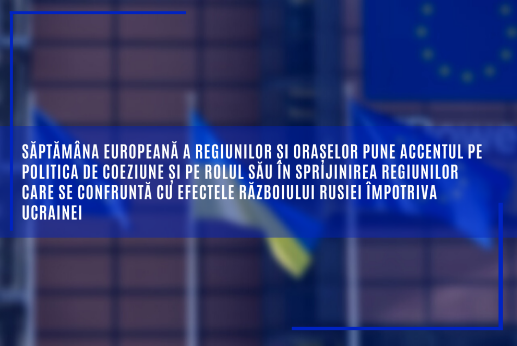 SĂPTĂMÂNA EUROPEANĂ A REGIUNILOR ȘI ORAȘELOR PUNE ACCENTUL PE
POLITICA DE COEZIUNE ȘI PE ROLUL SĂU ÎN SPRIJINIREA REGIUNILOR
CARE SE CONFRUNTĂ CU EFECTELE RĂZBOIULUI RUSIEI ÎMPOTRIVA
UCRAINEI